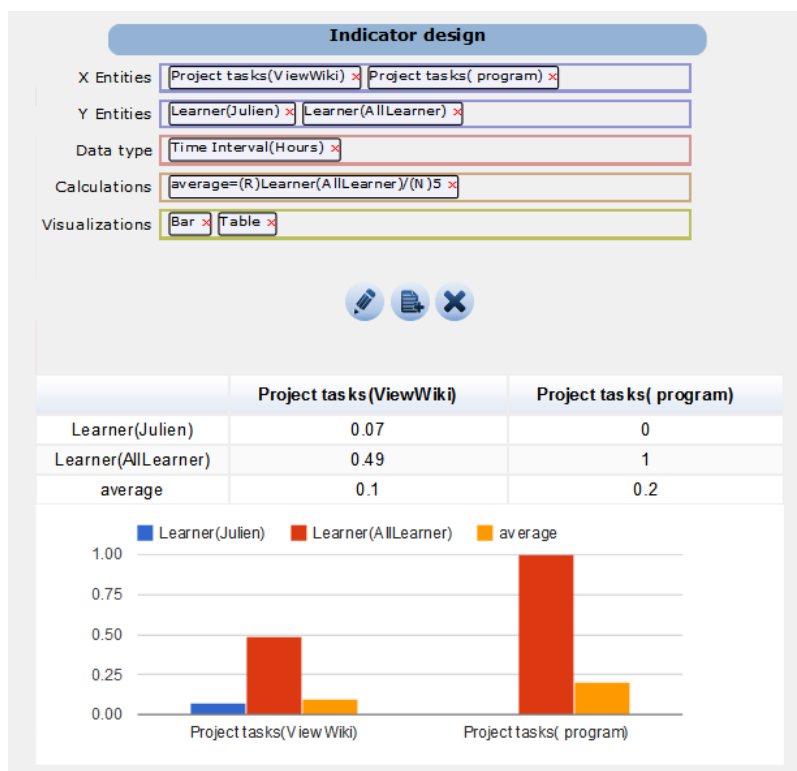 Indicator design
X Entities Project tasks(ViewWiki) x Project tasks( program) x
Y Entities Learner(Julien) x Learner(AllLearner) x
Data type Time Interval(Hours) x
Calculations average=(R)Learner(AllLearner)/(N)5 x
Visualizations Bar x Table x
Project tasks(ViewWiki) Project tasks( program)
Learner(Julien) 0.07 0
Learner(AllLearner) 0.49 1
average 0.1 0.2
Learner(Julien) Learner(AllLearner) average
1.00
0.75
0.50
0.25
0.00
Project tasks(ViewWiki) Project tasks( program)